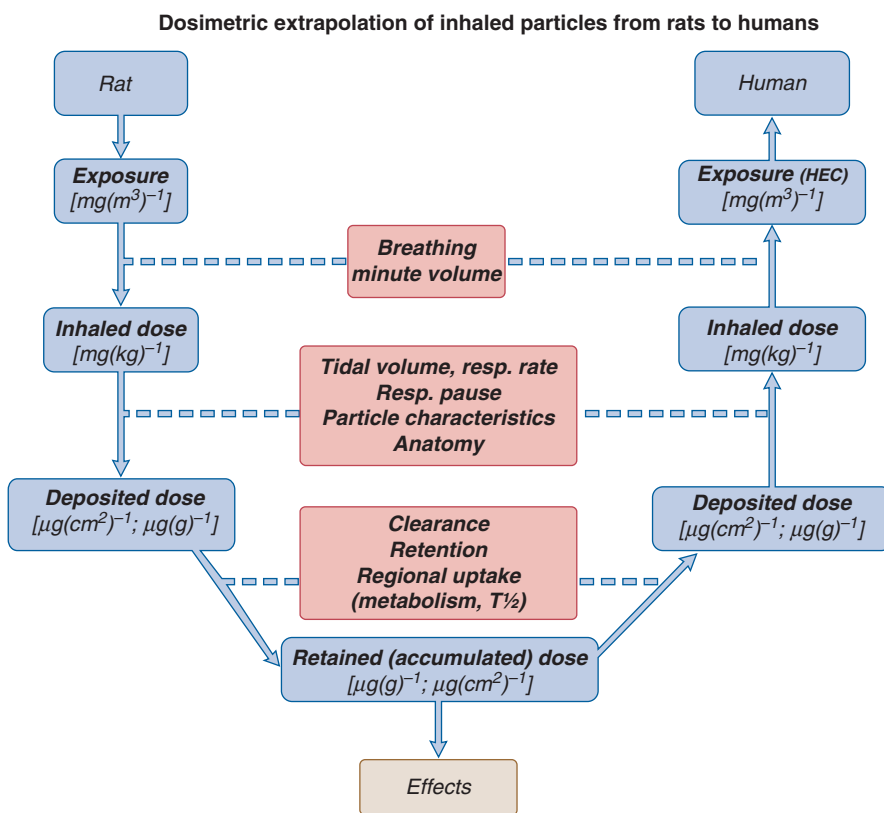 Dosimetric extrapolation of inhaled particles from rats to humans
Rat
Human
Exposure
[mg(m³)⁻¹]
Exposure (HEC)
[mg(m³)⁻¹]
Breathing
minute volume
Inhaled dose
[mg(kg)⁻¹]
Inhaled dose
[mg(kg)⁻¹]
Tidal volume, resp. rate
Resp. pause
Particle characteristics
Anatomy
Deposited dose
[μg(cm²)⁻¹; μg(g)⁻¹]
Deposited dose
[μg(cm²)⁻¹; μg(g)⁻¹]
Clearance
Retention
Regional uptake
(metabolism, T½)
Retained (accumulated) dose
[μg(g)⁻¹; μg(cm²)⁻¹]
Effects